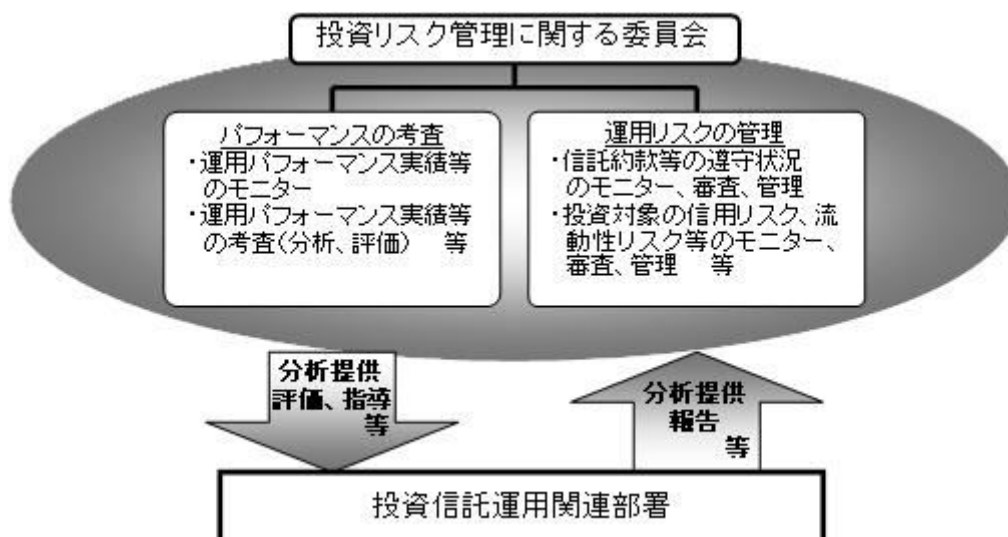 投資リスク管理に関する委員会
パフォーマンスの考査
・運用パフォーマンス実績等
のモニター
・運用パフォーマンス実績等
の考査(分析、評価) 等
運用リスクの管理
・信託約款等の遵守状況
のモニター、審査、管理
・投資対象の信用リスク、流
動性リスク等のモニター、
審査、管理 等
分析提供
評価、指導
等
分析提供
報告
等
投資信託運用関連部署